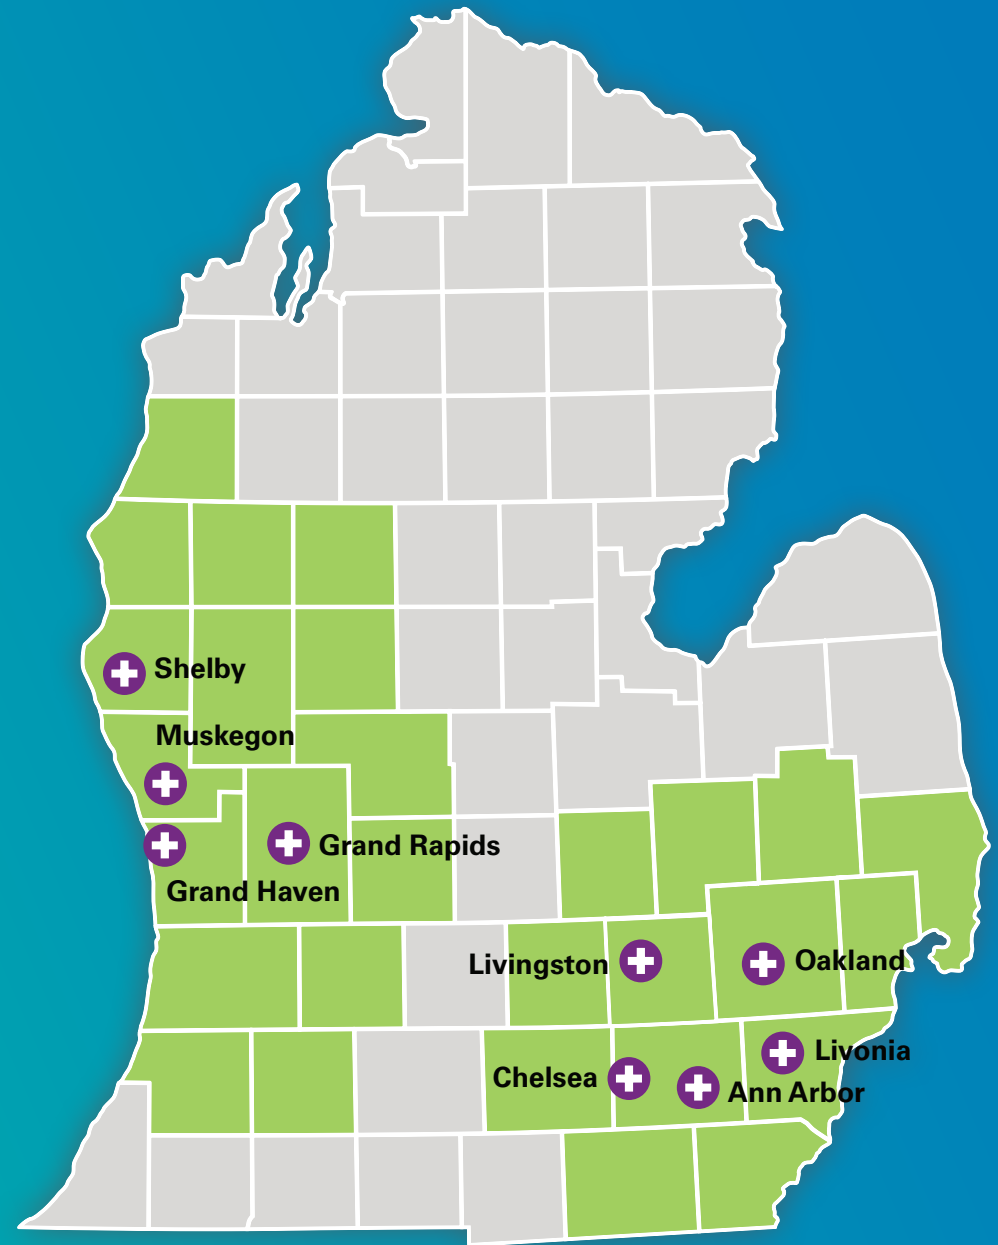 Shelby
Muskegon
Grand Rapids
Grand Haven
Livingston
Oakland
Livonia
Chelsea
Ann Arbor